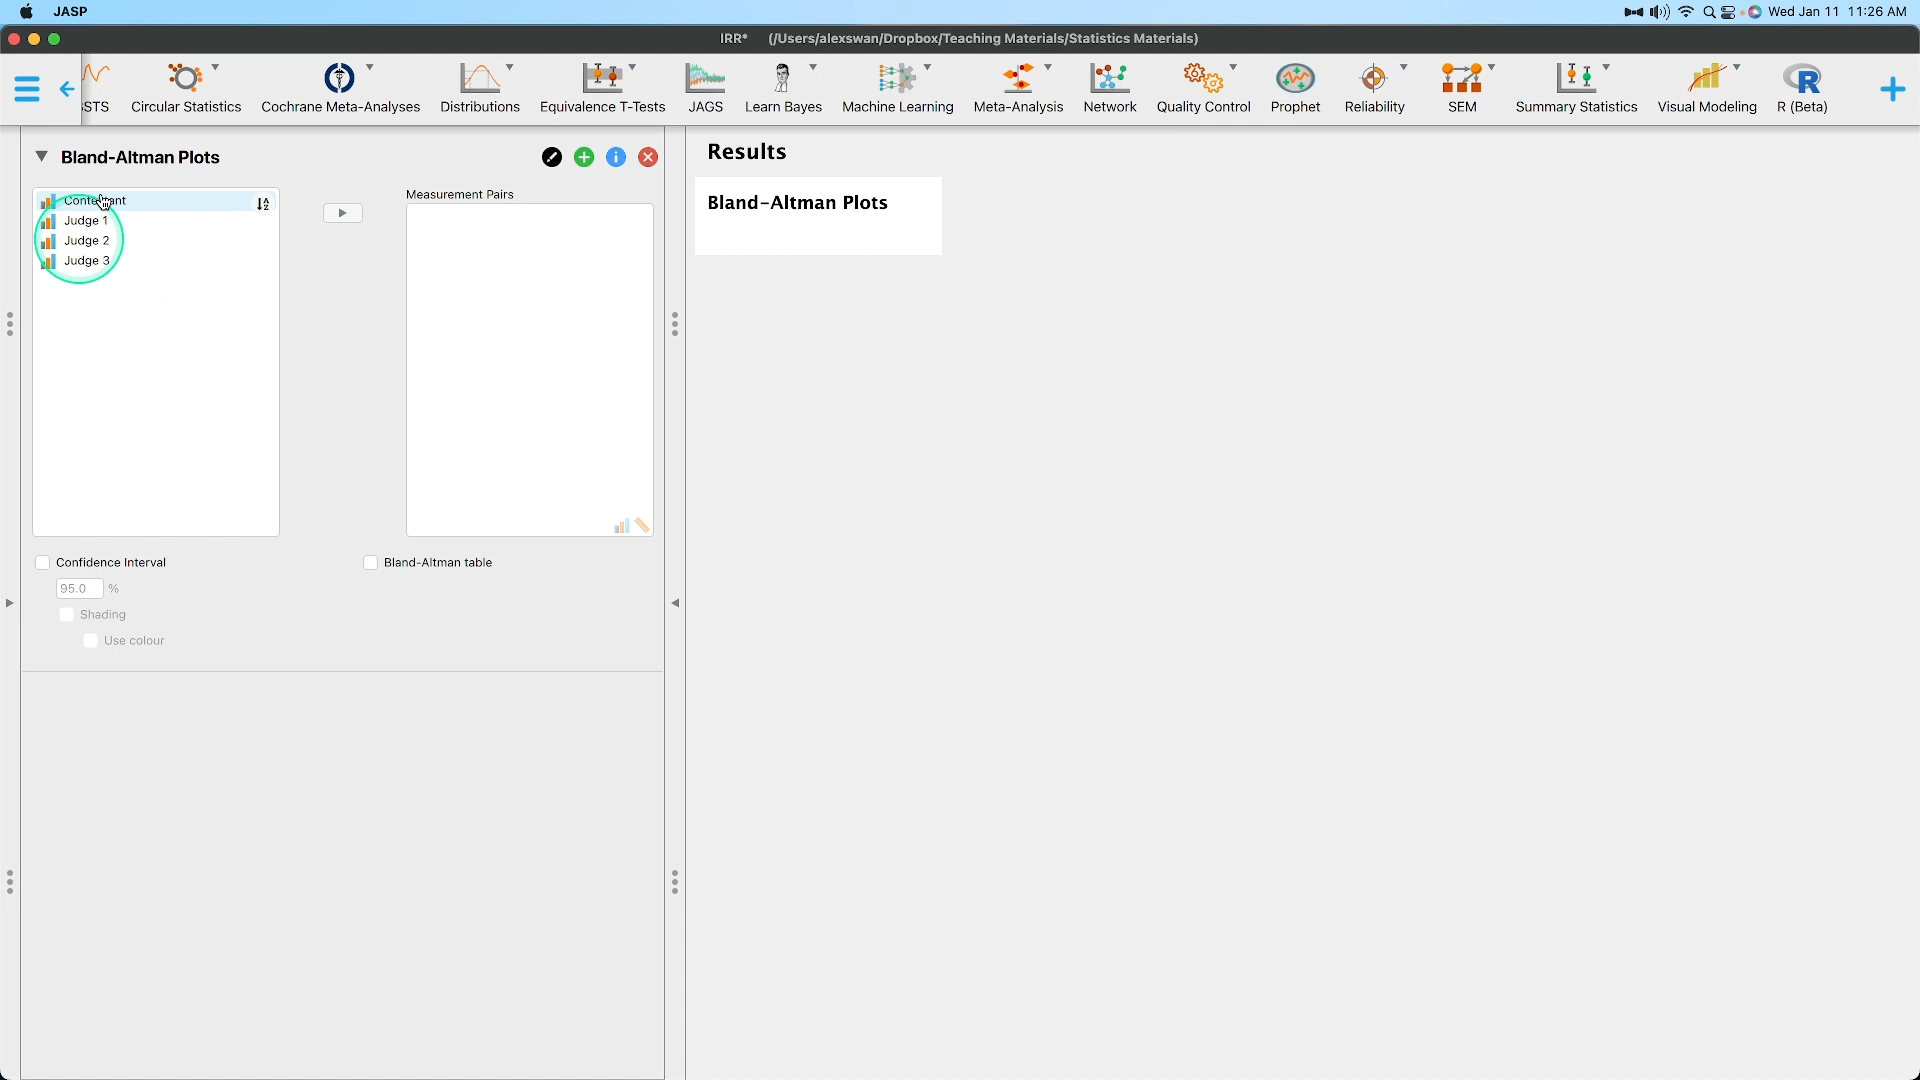 JASP
Wed Jan 11 11:26 AM
IRR* (/Users/alexswan/Dropbox/Teaching Materials/Statistics Materials)
STS
Circular Statistics
Cochrane Meta-Analyses
Distributions
Equivalence T-Tests
JAGS
Learn Bayes
Machine Learning
Meta-Analysis
Network
Quality Control
Prophet
Reliability
SEM
Summary Statistics
Visual Modeling
R (Beta)
Bland-Altman Plots
Judge 1
Judge 2
Judge 3
Measurement Pairs
Confidence Interval
95.0 %
Shading
Use colour
Bland-Altman table
Results
Bland-Altman Plots